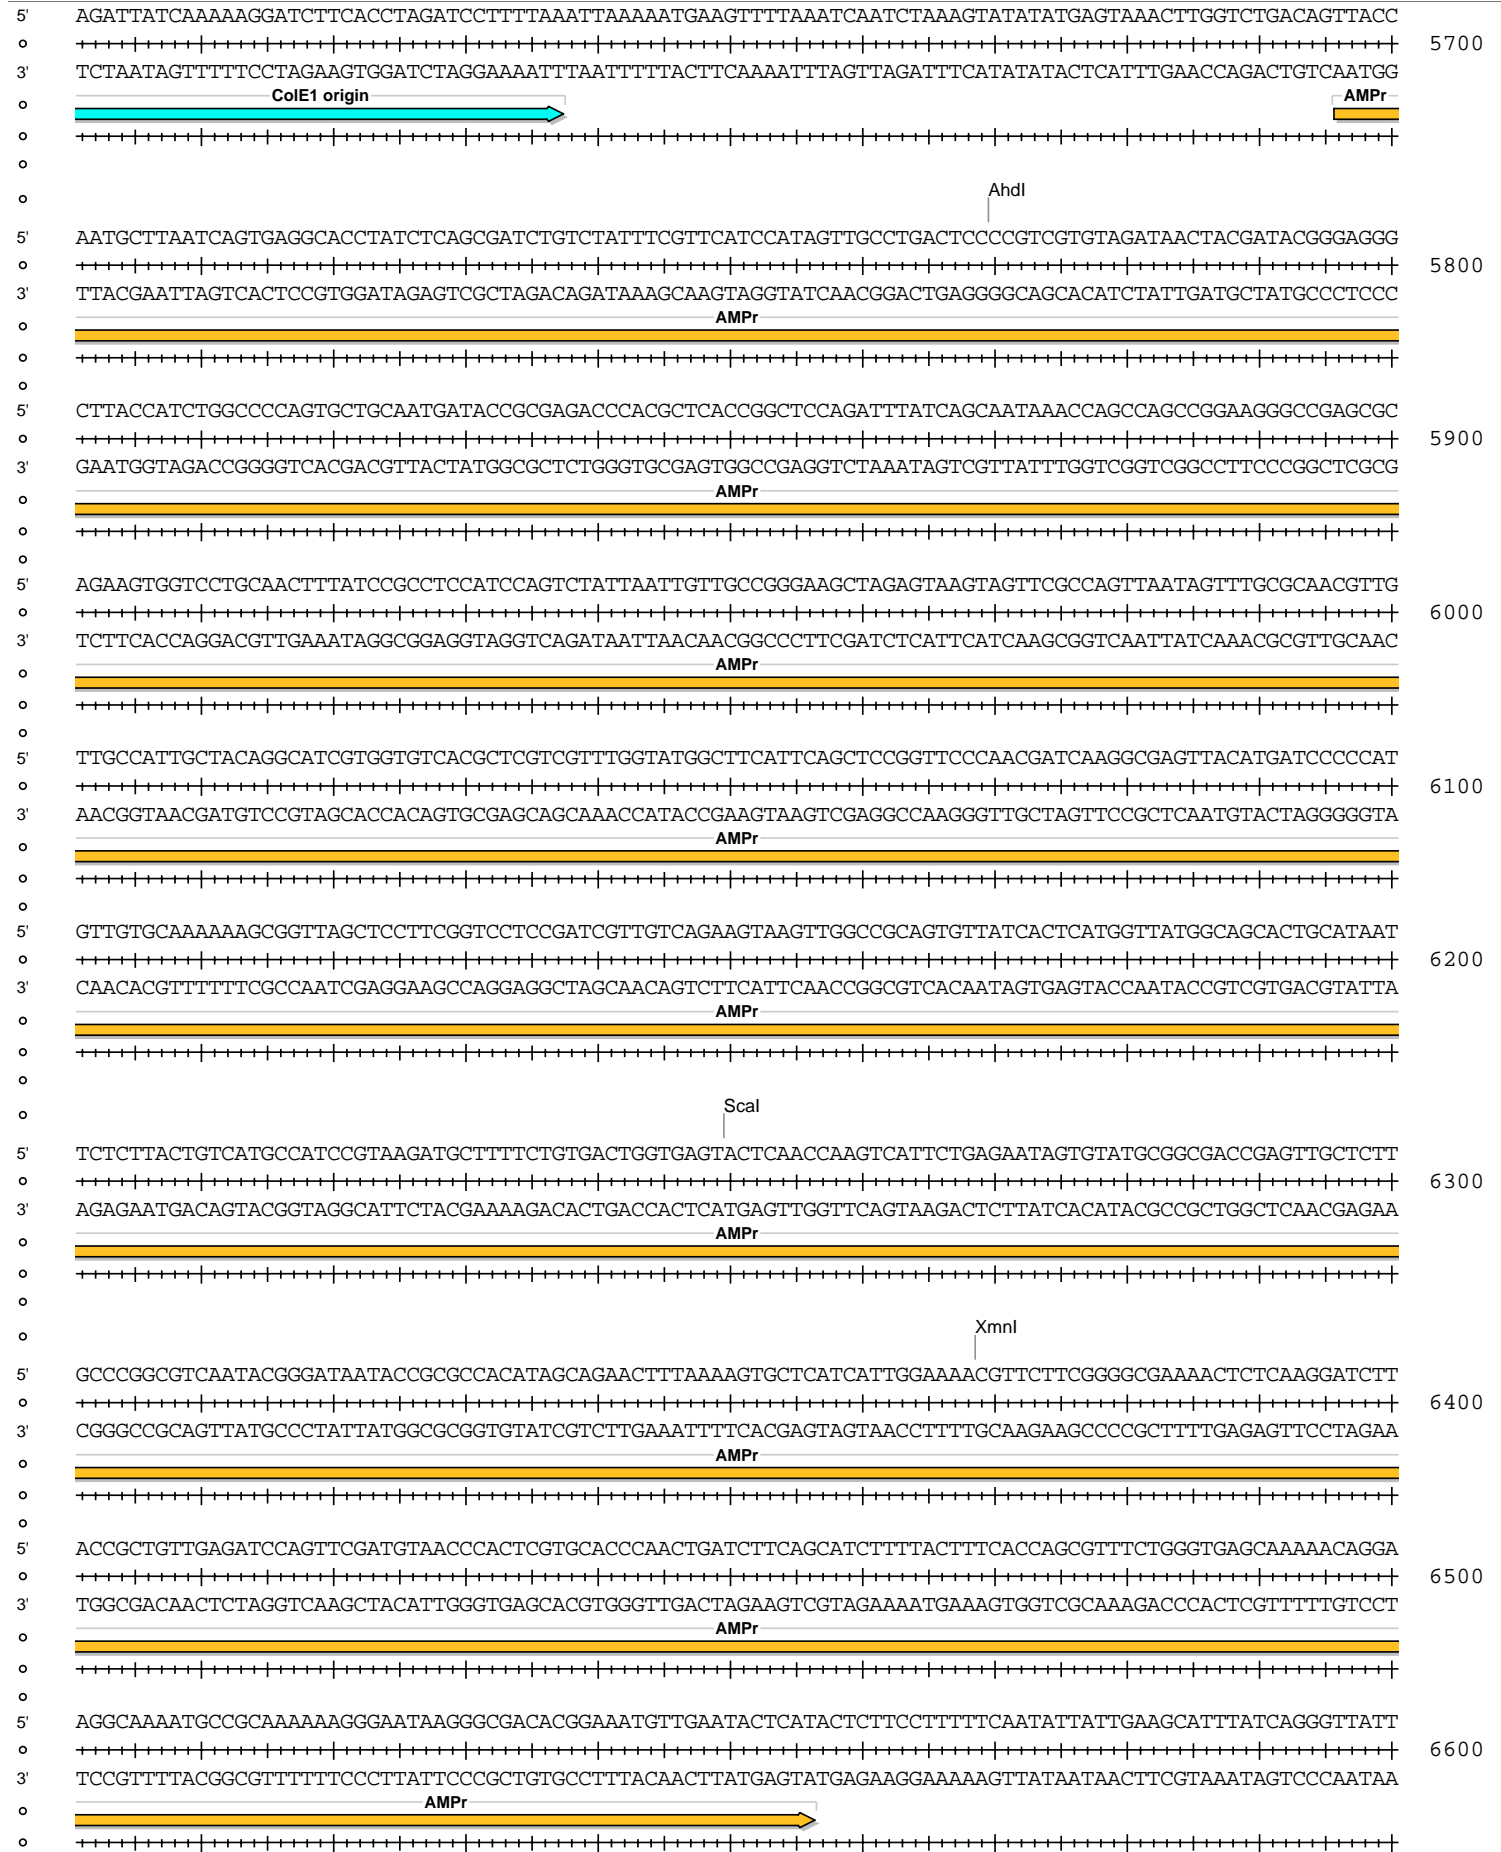 5' AGATTATCAAAAAGGATCTTCACCTAGATCCTTTTAAATTAAAAATGAAGTTTTAAATCAATCTAAAGTATATATGAGTAAACTTGGTCTGACAGTTACC
5700
3' TCTAATAGTTTTTCCTAGAAGTGGATCTAGGAAAATTTAATTTTTACTTCAAAATTTAGTTAGATTTCATATATACTCATTTGAACCAGACTGTCAATGG
ColE1 origin AMPr
AhdI
5' AATGCTTAATCAGTGAGGCACCTATCTCAGCGATCTGTCTATTTCGTTCATCCATAGTTGCCTGACTCCCCGTCGTGTAGATAACTACGATACGGGAGGG
5800
3' TTACGAATTAGTCACTCCGTGGATAGAGTCGCTAGACAGATAAAGCAAGTAGGTATCAACGGACTGAGGGGCAGCACATCTATTGATGCTATGCCCTCCC
AMPr
5' CTTACCATCTGGCCCCAGTGCTGCAATGATACCGCGAGACCCACGCTCACCGGCTCCAGATTTATCAGCAATAAACCAGCCAGCCGGAAGGGCCGAGCGC
5900
3' GAATGGTAGACCGGGGTCACGACGTTACTATGGCGCTCTGGGTGCGAGTGGCCGAGGTCTAAATAGTCGTTATTTGGTCGGTCGGCCTTCCCGGCTCGCG
AMPr
5' AGAAGTGGTCCTGCAACTTTATCCGCCTCCATCCAGTCTATTAATTGTTGCCGGGAAGCTAGAGTAAGTAGTTCGCCAGTTAATAGTTTGCGCAACGTTG
6000
3' TCTTCACCAGGACGTTGAAATAGGCGGAGGTAGGTCAGATAATTAACAACGGCCCTTCGATCTCATTCATCAAGCGGTCAATTATCAAACGCGTTGCAAC
AMPr
5' TTGCCATTGCTACAGGCATCGTGGTGTCACGCTCGTCGTTTGGTATGGCTTCATTCAGCTCCGGTTCCCAACGATCAAGGCGAGTTACATGATCCCCCAT
6100
3' AACGGTAACGATGTCCGTAGCACCACAGTGCGAGCAGCAAACCATACCGAAGTAAGTCGAGGCCAAGGGTTGCTAGTTCCGCTCAATGTACTAGGGGGTA
AMPr
5' GTTGTGCAAAAAAGCGGTTAGCTCCTTCGGTCCTCCGATCGTTGTCAGAAGTAAGTTGGCCGCAGTGTTATCACTCATGGTTATGGCAGCACTGCATAAT
6200
3' CAACACGTTTTTTCGCCAATCGAGGAAGCCAGGAGGCTAGCAACAGTCTTCATTCAACCGGCGTCACAATAGTGAGTACCAATACCGTCGTGACGTATTA
AMPr
ScaI
5' TCTCTTACTGTCATGCCATCCGTAAGATGCTTTTCTGTGACTGGTGAGTACTCAACCAAGTCATTCTGAGAATAGTGTATGCGGCGACCGAGTTGCTCTT
6300
3' AGAGAATGACAGTACGGTAGGCATTCTACGAAAAGACACTGACCACTCATGAGTTGGTTCAGTAAGACTCTTATCACATACGCCGCTGGCTCAACGAGAA
AMPr
XmnI
5' GCCCGGCGTCAATACGGGATAATACCGCGCCACATAGCAGAACTTTAAAAGTGCTCATCATTGGAAAACGTTCTTCGGGGCGAAAACTCTCAAGGATCTT
6400
3' CGGGCCGCAGTTATGCCCTATTATGGCGCGGTGTATCGTCTTGAAATTTTCACGAGTAGTAACCTTTTGCAAGAAGCCCCGCTTTTGAGAGTTCCTAGAA
AMPr
5' ACCGCTGTTGAGATCCAGTTCGATGTAACCCACTCGTGCACCCAACTGATCTTCAGCATCTTTTACTTTCACCAGCGTTTCTGGGTGAGCAAAAACAGGA
6500
3' TGGCGACAACTCTAGGTCAAGCTACATTGGGTGAGCACGTGGGTTGACTAGAAGTCGTAGAAAATGAAAGTGGTCGCAAAGACCCACTCGTTTTTGTCCT
AMPr
5' AGGCAAAATGCCGCAAAAAAGGGAATAAGGGCGACACGGAAATGTTGAATACTCATACTCTTCCTTTTTCAATATTATTGAAGCATTTATCAGGGTTATT
6600
3' TCCGTTTTACGGCGTTTTTTCCCTTATTCCCGCTGTGCCTTTACAACTTATGAGTATGAGAAGGAAAAAGTTATAATAACTTCGTAAATAGTCCCAATAA
AMPr